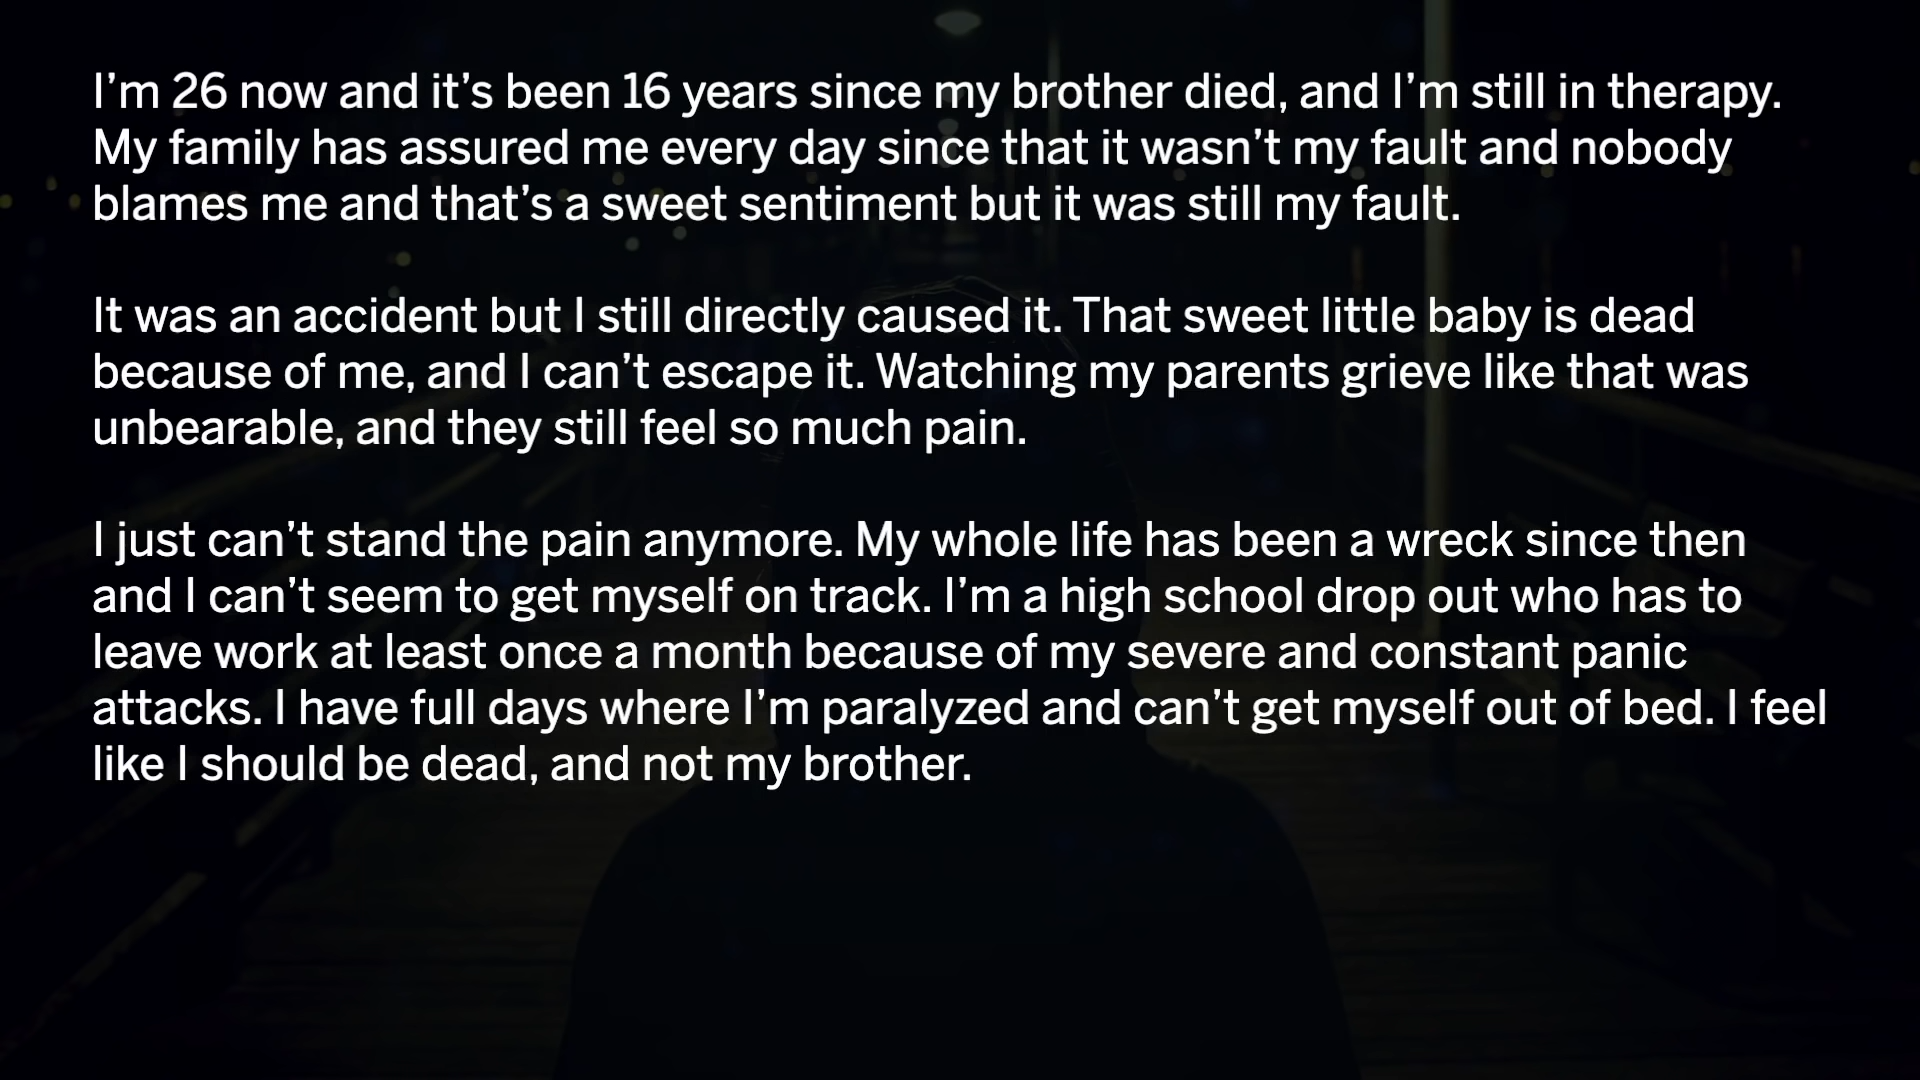 I’m 26 now and it’s been 16 years since my brother died, and I’m still in therapy.
My family has assured me every day since that it wasn’t my fault and nobody
blames me and that’s a sweet sentiment but it was still my fault.
It was an accident but I still directly caused it. That sweet little baby is dead
because of me, and I can’t escape it. Watching my parents grieve like that was
unbearable, and they still feel so much pain.
I just can’t stand the pain anymore. My whole life has been a wreck since then
and I can’t seem to get myself on track. I’m a high school drop out who has to
leave work at least once a month because of my severe and constant panic
attacks. I have full days where I’m paralyzed and can’t get myself out of bed. I feel
like I should be dead, and not my brother.